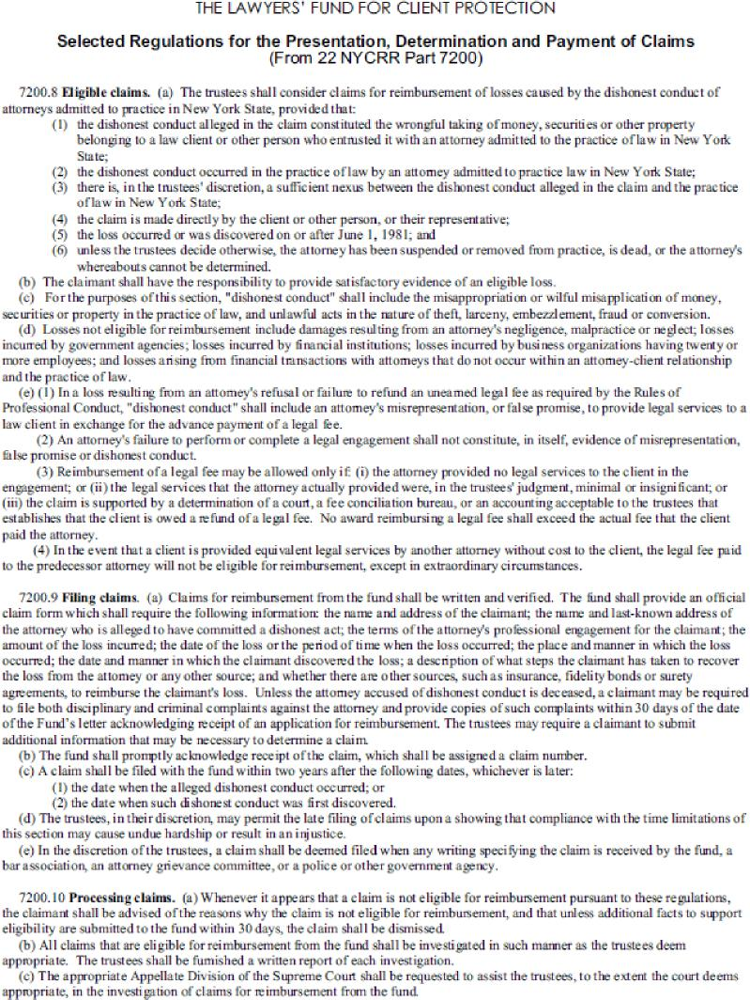 THE LAWYERS' FUND FOR CLIENT PROTECTION
Selected Regulations for the Presentation, Determination and Payment of Claims
(From 22 NYCRR Part 7200)
7200.8 Eligible claims. (a) The trustees shall consider claims for reimbursement of losses caused by the dishonest conduct of
attorneys admitted to practice in New York State, provided that:
(1) the dishonest conduct alleged in the claim constituted the wrongful taking of money, securities or other property
belonging to a law client or other person who entrusted it with an attorney admitted to the practice of law in New York
State;
(2) the dishonest conduct occurred in the practice of law by an attorney admitted to practice law in New York State;
(3) there is, in the trustees' discretion, a sufficient nexus between the dishonest conduct alleged in the claim and the practice
of law in New York State;
(4) the claim is made directly by the client or other person, or their representative;
(5) the loss occurred or was discovered on or after June 1, 1981; and
(6) unless the trustees decide otherwise, the attorney has been suspended or removed from practice, is dead, or the attorney's
whereabouts cannot be determined.
(b) The claimant shall have the responsibility to provide satisfactory evidence of an eligible loss.
(c) For the purposes of this section, "dishonest conduct" shall include the misappropriation or wilful misapplication of money,
securities or property in the practice of law, and unlawful acts in the nature of theft, larceny, embezzlement, fraud or conversion.
(d) Losses not eligible for reimbursement include damages resulting from an attorney's negligence, malpractice or neglect; losses
incurred by government agencies; losses incurred by financial institutions; losses incurred by business organizations having twenty or
more employees; and losses arising from financial transactions with attorneys that do not occur within an attorney-client relationship
and the practice of law.
(e) (1) In a loss resulting from an attorney's refusal or failure to refund an unearned legal fee as required by the Rules of
Professional Conduct, "dishonest conduct" shall include an attorney's misrepresentation, or false promise, to provide legal services to a
law client in exchange for the advance payment of a legal fee.
(2) An attorney's failure to perform or complete a legal engagement shall not constitute, in itself, evidence of misrepresentation,
false promise or dishonest conduct.
(3) Reimbursement of a legal fee may be allowed only if: (i) the attorney provided no legal services to the client in the
engagement; or (ii) the legal services that the attorney actually provided were, in the trustees' judgment, minimal or insignificant; or
(iii) the claim is supported by a determination of a court, a fee conciliation bureau, or an accounting acceptable to the trustees that
establishes that the client is owed a refund of a legal fee. No award reimbursing a legal fee shall exceed the actual fee that the client
paid the attorney.
(4) In the event that a client is provided equivalent legal services by another attorney without cost to the client, the legal fee paid
to the predecessor attorney will not be eligible for reimbursement, except in extraordinary circumstances.
7200.9 Filing claims. (a) Claims for reimbursement from the fund shall be written and verified. The fund shall provide an official
claim form which shall require the following information: the name and address of the claimant; the name and last-known address of
the attorney who is alleged to have committed a dishonest act; the terms of the attorney's professional engagement for the claimant; the
amount of the loss incurred; the date of the loss or the period of time when the loss occurred; the place and manner in which the loss
occurred; the date and manner in which the claimant discovered the loss; a description of what steps the claimant has taken to recover
the loss from the attorney or any other source; and whether there are other sources, such as insurance, fidelity bonds or surety
agreements, to reimburse the claimant's loss. Unless the attorney accused of dishonest conduct is deceased, a claimant may be required
to file both disciplinary and criminal complaints against the attorney and provide copies of such complaints within 30 days of the date
of the Fund's letter acknowledging receipt of an application for reimbursement. The trustees may require a claimant to submit
additional information that may be necessary to determine a claim.
(b) The fund shall promptly acknowledge receipt of the claim, which shall be assigned a claim number.
(c) A claim shall be filed with the fund within two years after the following dates, whichever is later:
(1) the date when the alleged dishonest conduct occurred; or
(2) the date when such dishonest conduct was first discovered.
(d) The trustees, in their discretion, may permit the late filing of claims upon a showing that compliance with the time limitations of
this section may cause undue hardship or result in an injustice.
(e) In the discretion of the trustees, a claim shall be deemed filed when any writing specifying the claim is received by the fund, a
bar association, an attorney grievance committee, or a police or other government agency.
7200.10 Processing claims. (a) Whenever it appears that a claim is not eligible for reimbursement pursuant to these regulations,
the claimant shall be advised of the reasons why the claim is not eligible for reimbursement, and that unless additional facts to support
eligibility are submitted to the fund within 30 days, the claim shall be dismissed.
(b) All claims that are eligible for reimbursement from the fund shall be investigated in such manner as the trustees deem
appropriate. The trustees shall be furnished a written report of each investigation.
(c) The appropriate Appellate Division of the Supreme Court shall be requested to assist the trustees, to the extent the court deems
appropriate, in the investigation of claims for reimbursement from the fund.